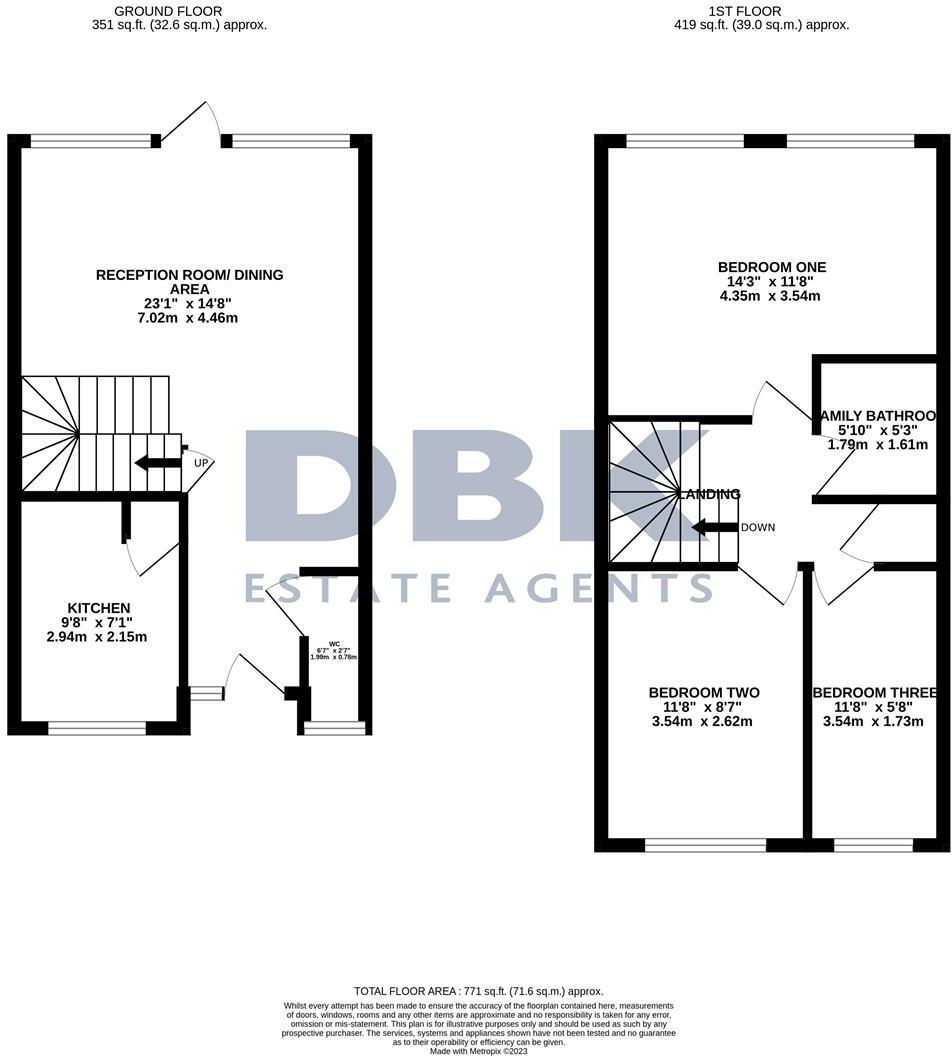 GROUND FLOOR
351 sq.ft. (32.6 sq.m.) approx.
1ST FLOOR
419 sq.ft. (39.0 sq.m.) approx.
RECEPTION ROOM/ DINING
AREA
23'1" x 14'8"
7.02m x 4.46m
UP
KITCHEN
9'8" x 7'1"
2.94m x 2.15m
WC
6'7" x 2'7"
1.99m x 0.78m
BEDROOM ONE
14'3" x 11'8"
4.35m x 3.54m
AMILY BATHROO
5'10" x 5'3"
1.79m x 1.61m
LANDING
DOWN
BEDROOM TWO
11'8" x 8'7"
3.54m x 2.62m
BEDROOM THREE
11'8" x 5'8"
3.54m x 1.73m
DBK
ESTATE AGENTS
TOTAL FLOOR AREA : 771 sq.ft. (71.6 sq.m.) approx.
Whilst every attempt has been made to ensure the accuracy of the floorplan contained here, measurements
of doors, windows, rooms and any other items are approximate and no responsibility is taken for any error,
omission or mis-statement. This plan is for illustrative purposes only and should be used as such by any
prospective purchaser. The services, systems and appliances shown have not been tested and no guarantee
as to their operability or efficiency can be given.
Made with Metropix ©2023